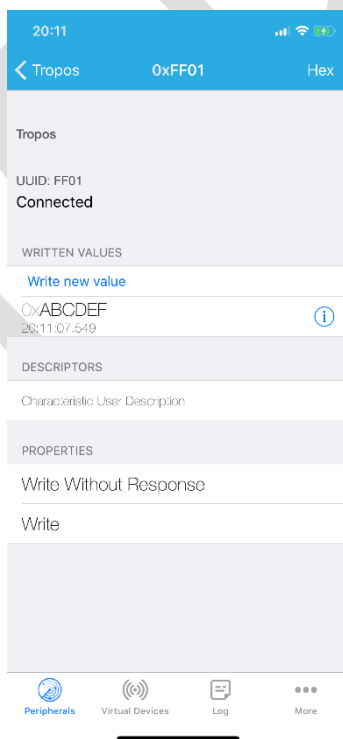 20:11
Tropos 0xFF01 Hex
Tropos
UUID: FF01
Connected
WRITTEN VALUES
Write new value
0xABCDEF
20:11:07.549
DESCRIPTORS
Characteristic User Description
PROPERTIES
Write Without Response
Write
Peripherals Virtual Devices Log More